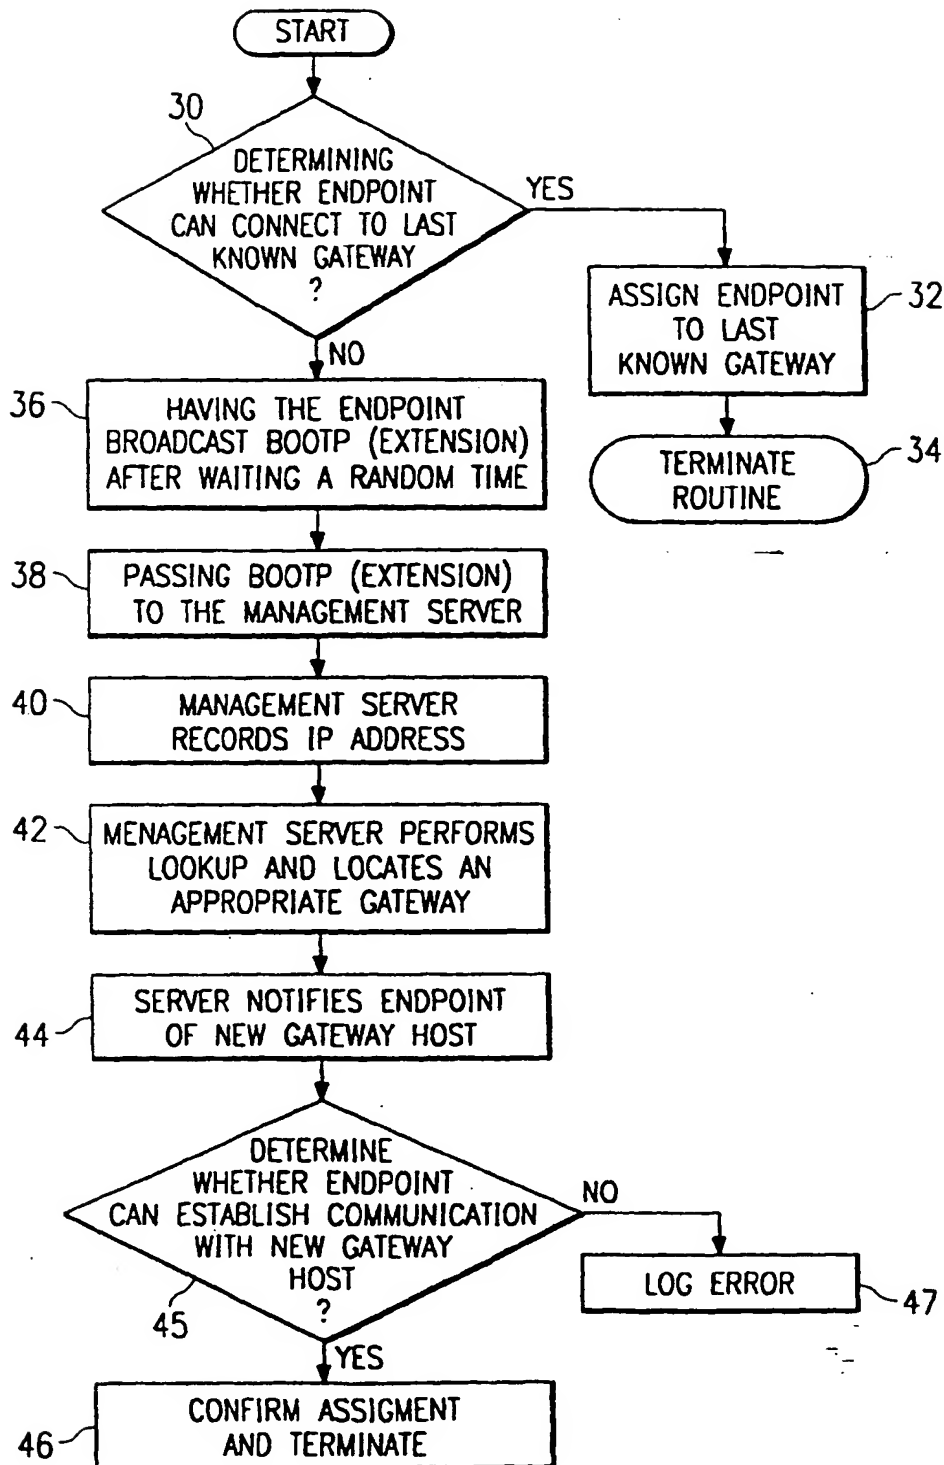 START
30
DETERMINING
WHETHER ENDPOINT
CAN CONNECT TO LAST
KNOWN GATEWAY
?
YES
ASSIGN ENDPOINT
TO LAST
KNOWN GATEWAY
32
NO
36
HAVING THE ENDPOINT
BROADCAST BOOTP (EXTENSION)
AFTER WAITING A RANDOM TIME
TERMINATE
ROUTINE
34
38
PASSING BOOTP (EXTENSION)
TO THE MANAGEMENT SERVER
40
MANAGEMENT SERVER
RECORDS IP ADDRESS
42
MENAGEMENT SERVER PERFORMS
LOOKUP AND LOCATES AN
APPROPRIATE GATEWAY
44
SERVER NOTIFIES ENDPOINT
OF NEW GATEWAY HOST
DETERMINE
WHETHER ENDPOINT
CAN ESTABLISH COMMUNICATION
WITH NEW GATEWAY
HOST
?
45
NO
LOG ERROR
47
YES
46
CONFIRM ASSIGMENT
AND TERMINATE